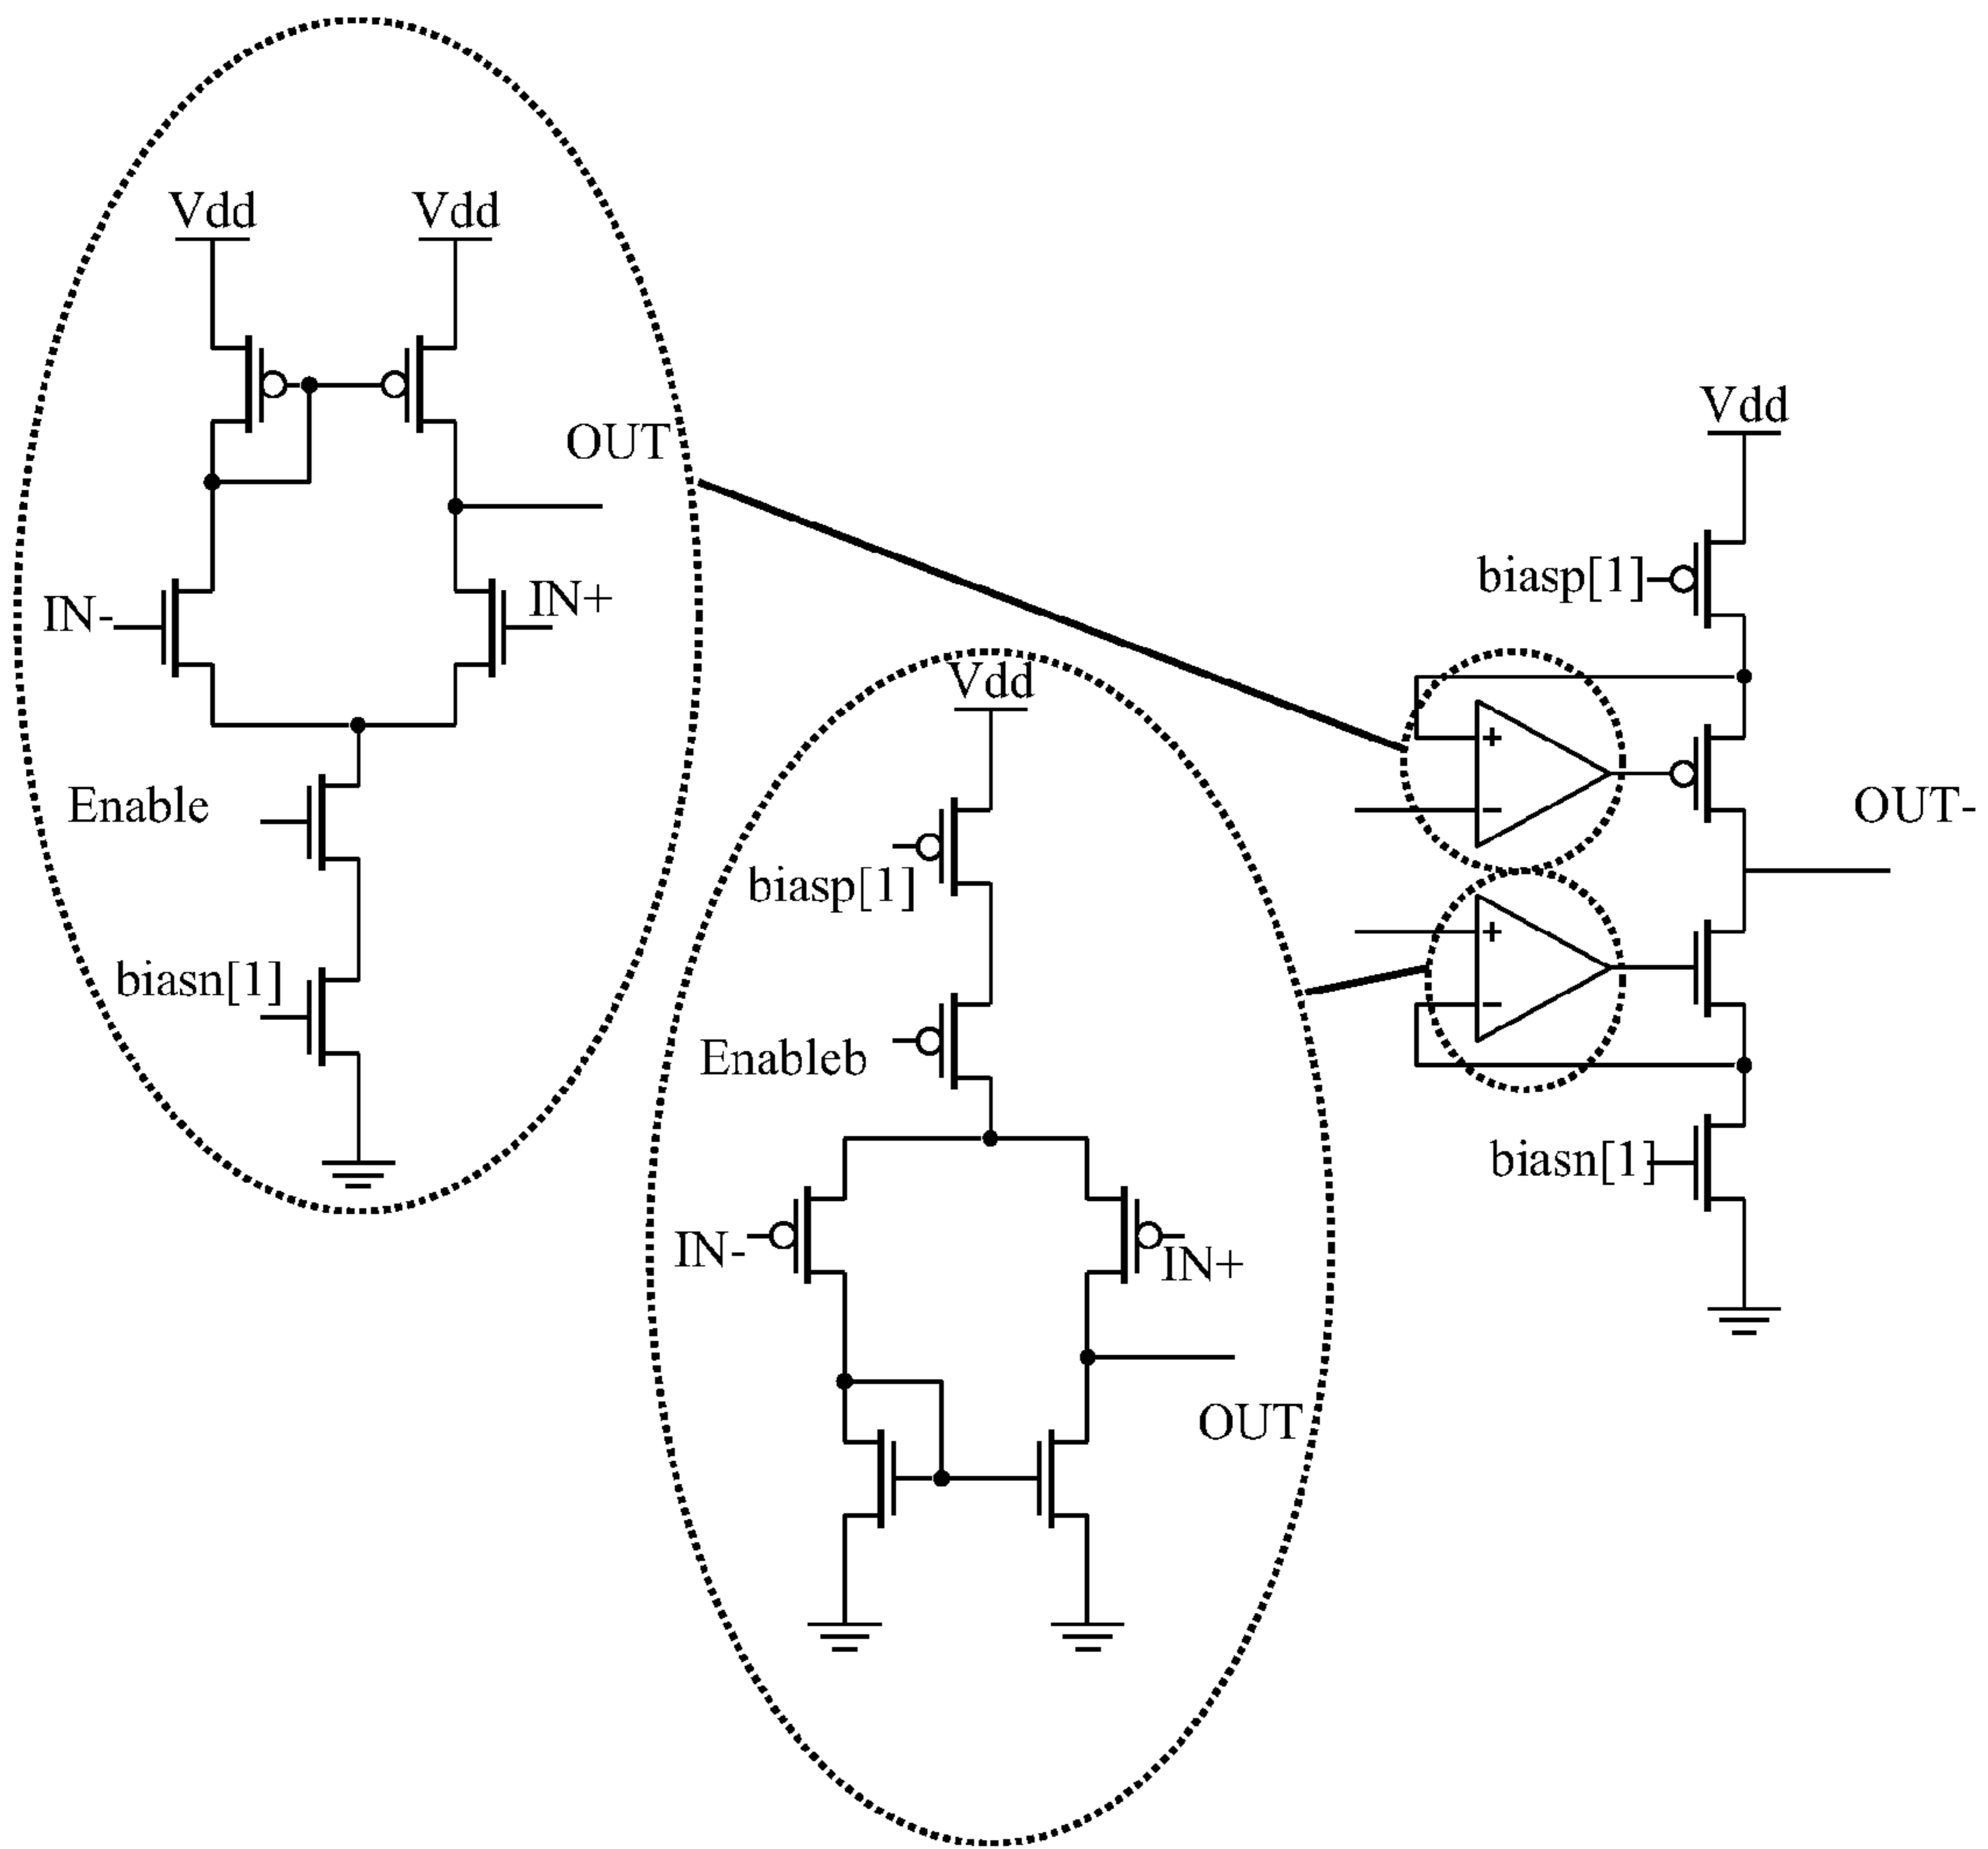 Vdd
Vdd
OUT
IN-
IN+
Enable
biasn[1]
Vdd
biasp[1]
Enableb
IN-
IN+
OUT
Vdd
biasp[1]
+
-
OUT-
+
-
biasn[1]